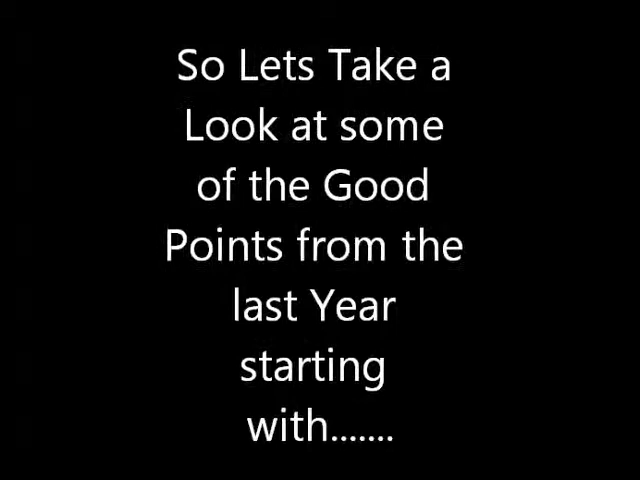 So Lets Take a
Look at some
of the Good
Points from the
last Year
starting
with.......